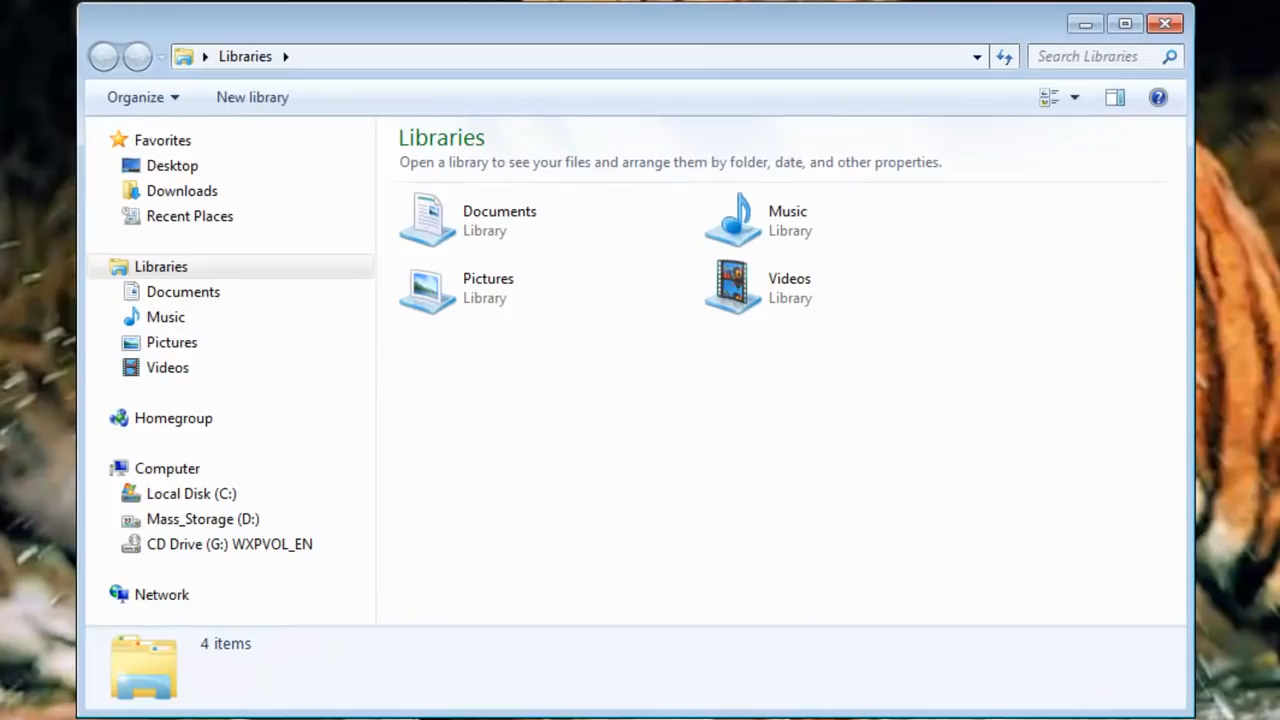 Libraries
Search Libraries
Organize
New library
Favorites
Desktop
Downloads
Recent Places
Libraries
Documents
Music
Pictures
Videos
Homegroup
Computer
Local Disk (C:)
Mass_Storage (D:)
CD Drive (G:) WXPVOL_EN
Network
Libraries
Open a library to see your files and arrange them by folder, date, and other properties.
Documents
Library
Music
Library
Pictures
Library
Videos
Library
4 items